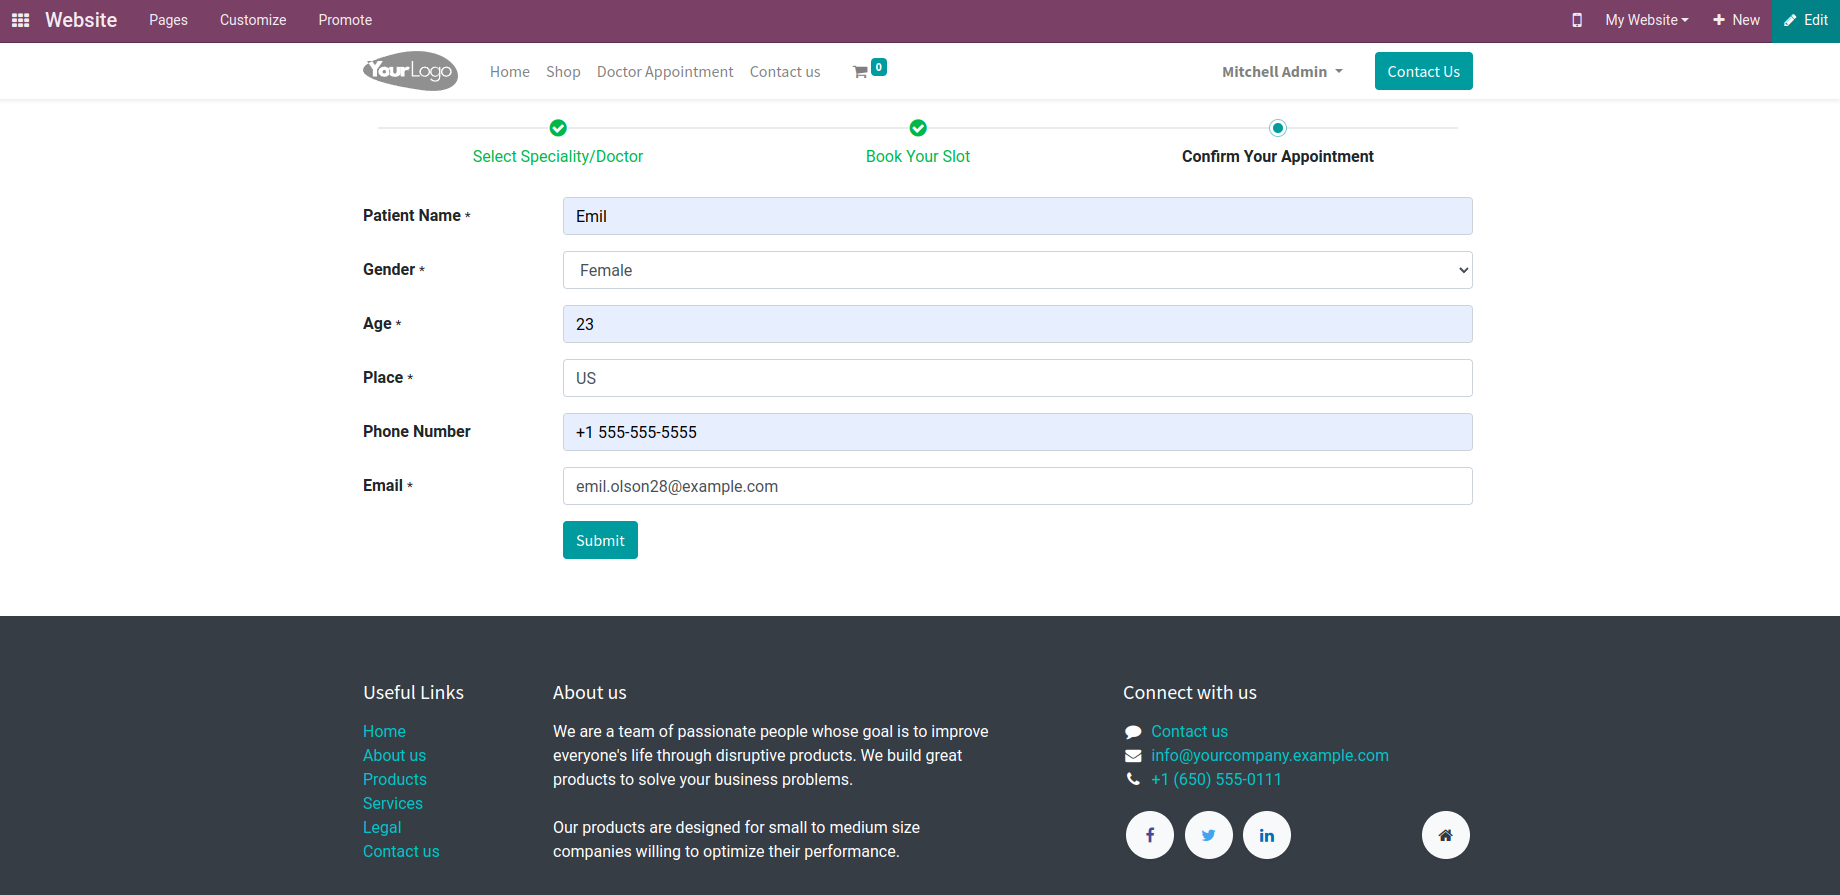 Website Pages Customize Promote My Website New Edit
YourLogo Home Shop Doctor Appointment Contact us 0 Mitchell Admin Contact Us
Select Speciality/Doctor Book Your Slot Confirm Your Appointment
Patient Name * Emil
Gender * Female
Age * 23
Place * US
Phone Number +1 555-555-5555
Email * emil.olson28@example.com
Submit
Useful Links
Home
About us
Products
Services
Legal
Contact us
About us
We are a team of passionate people whose goal is to improve
everyone's life through disruptive products. We build great
products to solve your business problems.
Our products are designed for small to medium size
companies willing to optimize their performance.
Connect with us
Contact us
info@yourcompany.example.com
+1 (650) 555-0111